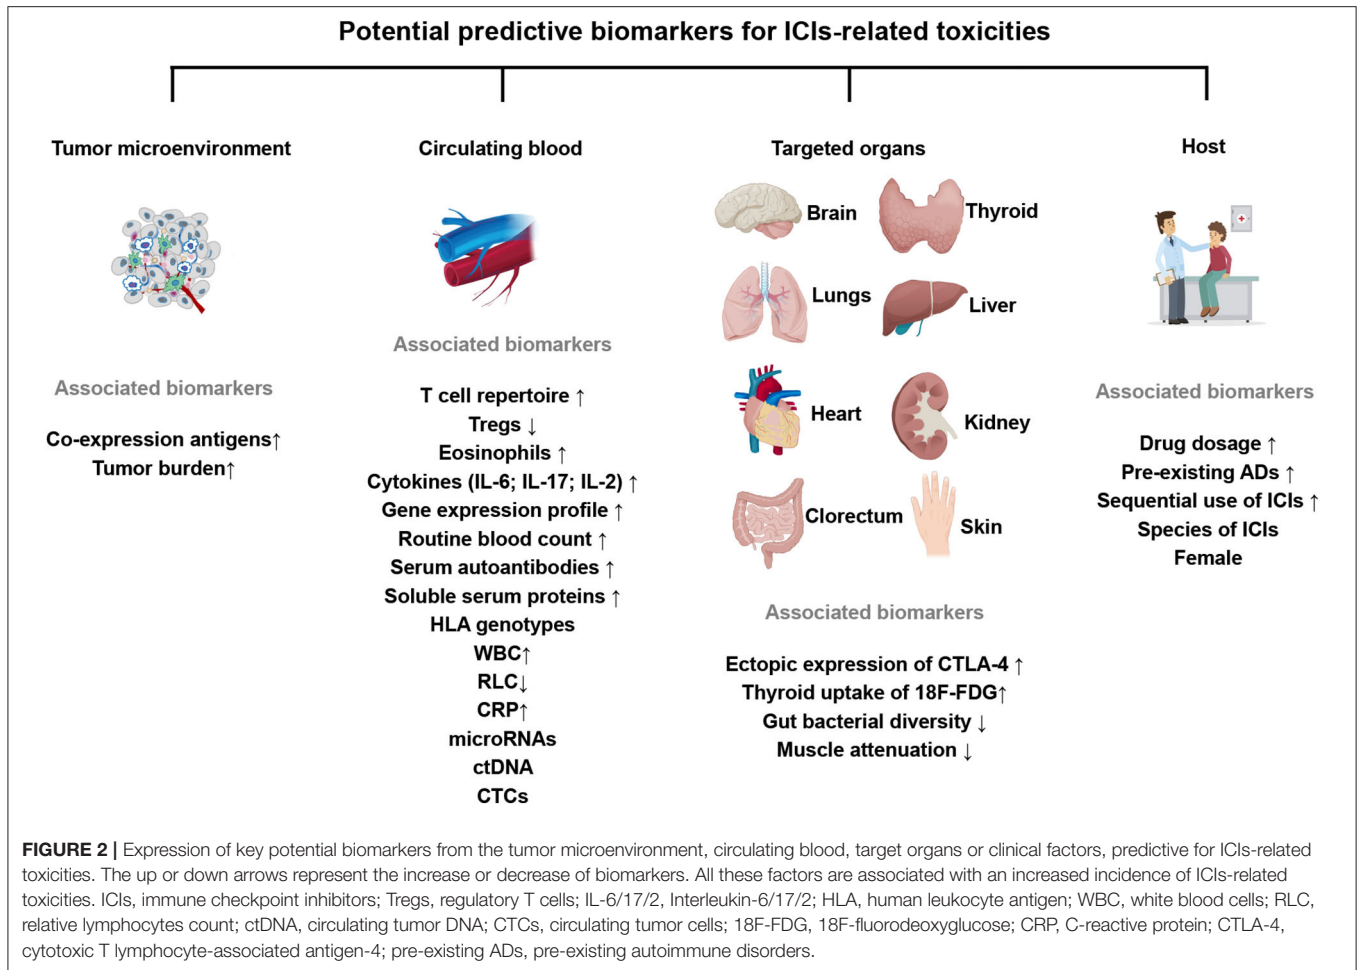 Potential predictive biomarkers for ICIs-related toxicities
Tumor microenvironment
Associated biomarkers
Co-expression antigens↑
Tumor burden↑
Circulating blood
Associated biomarkers
T cell repertoire ↑
Tregs ↓
Eosinophils ↑
Cytokines (IL-6; IL-17; IL-2) ↑
Gene expression profile ↑
Routine blood count ↑
Serum autoantibodies ↑
Soluble serum proteins ↑
HLA genotypes
WBC↑
RLC↓
CRP↑
microRNAs
ctDNA
CTCs
Targeted organs
Brain
Thyroid
Lungs
Liver
Heart
Kidney
Clorectum
Skin
Associated biomarkers
Ectopic expression of CTLA-4 ↑
Thyroid uptake of 18F-FDG↑
Gut bacterial diversity ↓
Muscle attenuation ↓
Host
Associated biomarkers
Drug dosage ↑
Pre-existing ADs ↑
Sequential use of ICIs ↑
Species of ICIs
Female
FIGURE 2 | Expression of key potential biomarkers from the tumor microenvironment, circulating blood, target organs or clinical factors, predictive for ICIs-related
toxicities. The up or down arrows represent the increase or decrease of biomarkers. All these factors are associated with an increased incidence of ICIs-related
toxicities. ICIs, immune checkpoint inhibitors; Tregs, regulatory T cells; IL-6/17/2, Interleukin-6/17/2; HLA, human leukocyte antigen; WBC, white blood cells; RLC,
relative lymphocytes count; ctDNA, circulating tumor DNA; CTCs, circulating tumor cells; 18F-FDG, 18F-fluorodeoxyglucose; CRP, C-reactive protein; CTLA-4,
cytotoxic T lymphocyte-associated antigen-4; pre-existing ADs, pre-existing autoimmune disorders.